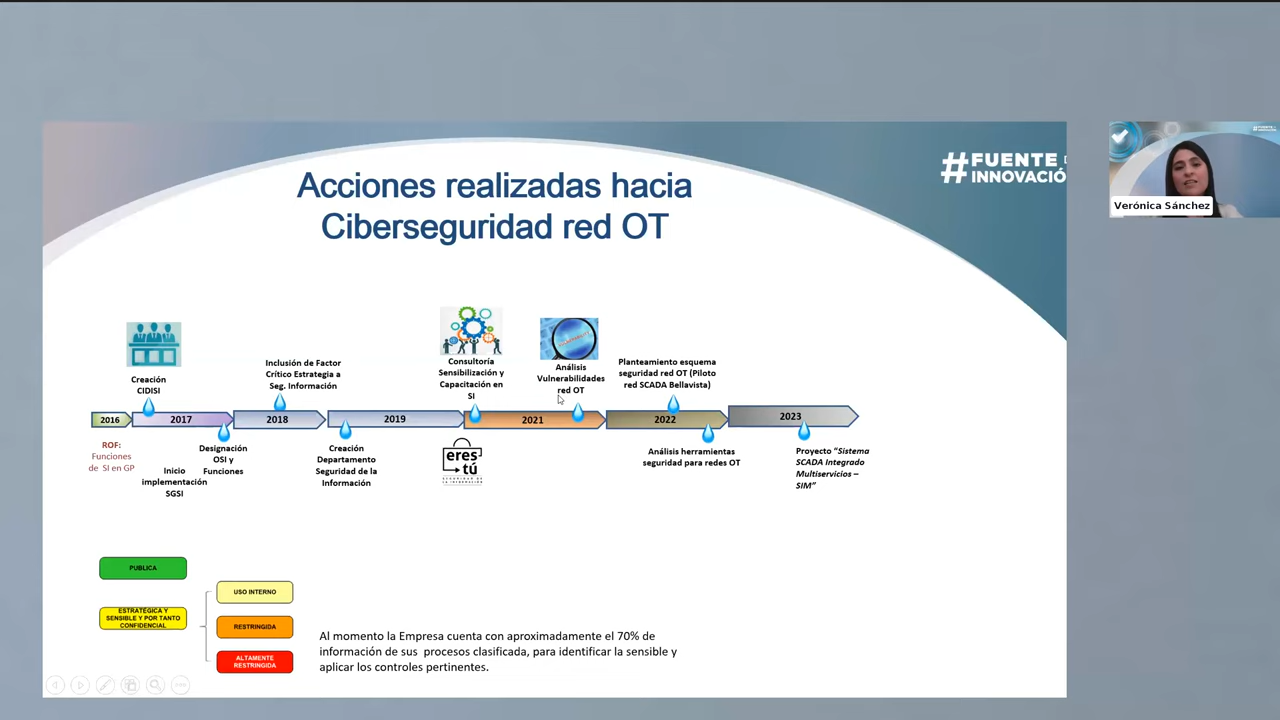 #FUENTE
INNOVACIÓ
Verónica Sánchez
Acciones realizadas hacia
Ciberseguridad red OT
Creación
CIDISI
Inclusión de Factor
Crítico Estrategia a
Seg. Información
Consultoría
Sensibilización y
Capacitación en
SI
Análisis
Vulnerabilidades
red OT
Planteamiento esquema
seguridad red OT (Piloto
red SCADA Bellavista)
2016
2017
2018
2019
2021
2022
2023
ROF:
Funciones
de SI en GP
Inicio
implementación
SGSI
Designación
OSI y
Funciones
Creación
Departamento
Seguridad de la
Información
eres
tú
SEGURIDAD DE
LA INFORMACIÓN
Análisis herramientas
seguridad para redes OT
Proyecto “Sistema
SCADA Integrado
Multiservicios –
SIM”
PUBLICA
ESTRATÉGICA Y
SENSIBLE Y POR TANTO
CONFIDENCIAL
USO INTERNO
RESTRINGIDA
ALTAMENTE
RESTRINGIDA
Al momento la Empresa cuenta con aproximadamente el 70% de
información de sus procesos clasificada, para identificar la sensible y
aplicar los controles pertinentes.